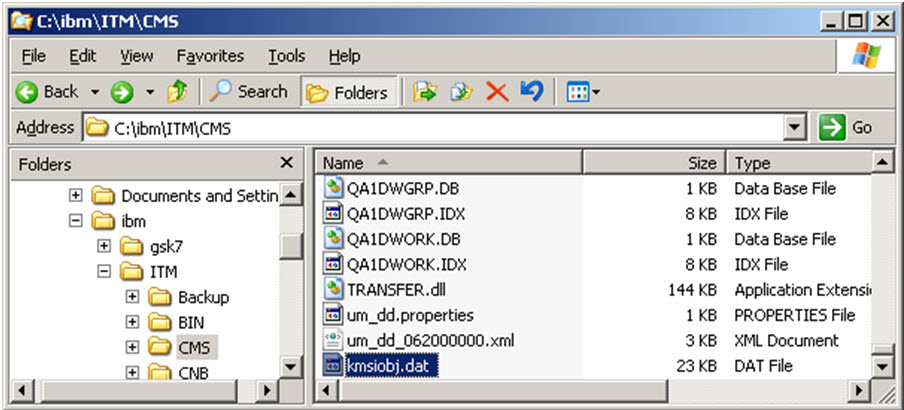 C:\ibm\ITM\CMS
File Edit View Favorites Tools Help
Back Search Folders
Address C:\ibm\ITM\CMS Go
Folders
Documents and Settin
ibm
gsk7
ITM
Backup
BIN
CMS
CNB
Name Size Type
QA1DWGRP.DB 1 KB Data Base File
QA1DWGRP.IDX 8 KB IDX File
QA1DWORK.DB 1 KB Data Base File
QA1DWORK.IDX 8 KB IDX File
TRANSFER.dll 144 KB Application Extensi
um_dd.properties 1 KB PROPERTIES File
um_dd_062000000.xml 3 KB XML Document
kmsiobj.dat 23 KB DAT File